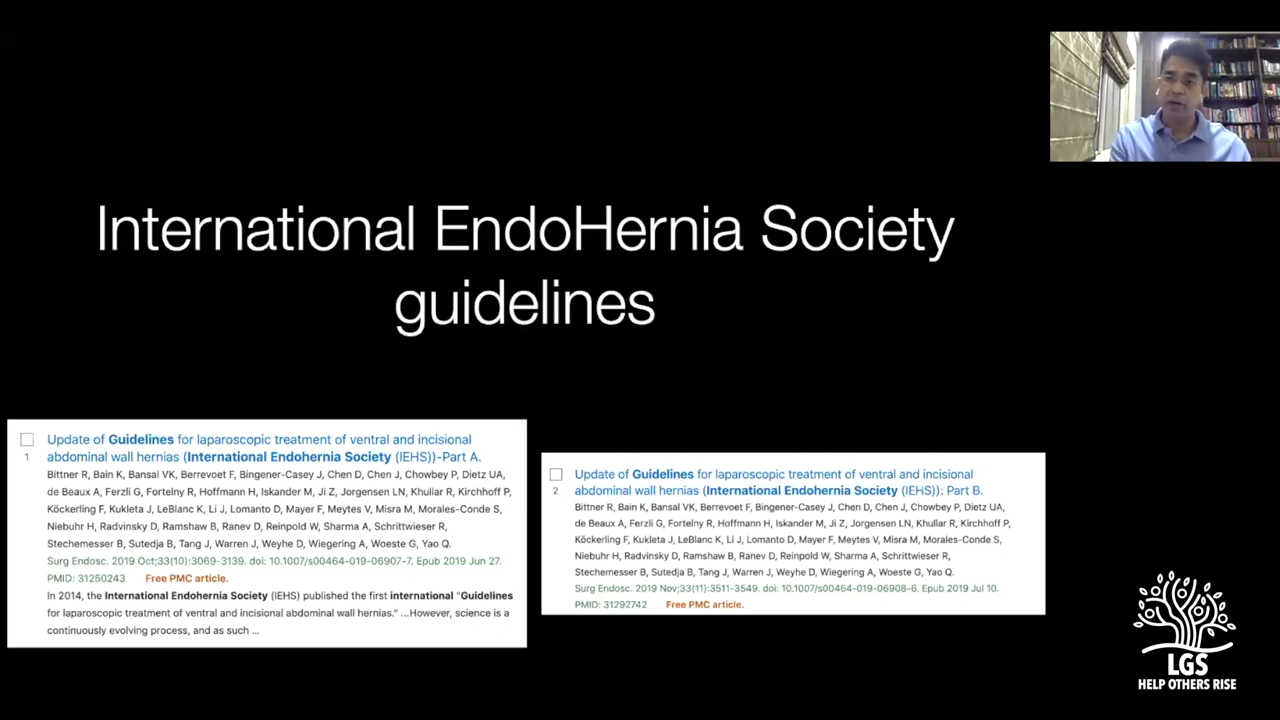 International EndoHernia Society
guidelines
Update of Guidelines for laparoscopic treatment of ventral and incisional
1
abdominal wall hernias (International Endohernia Society (IEHS))-Part A.
Bittner R, Bain K, Bansal VK, Berrevoet F, Bingener-Casey J, Chen D, Chen J, Chowbey P, Dietz UA,
de Beaux A, Ferzli G, Fortelny R, Hoffmann H, Iskander M, Ji Z, Jorgensen LN, Khullar R, Kirchhoff P,
Köckerling F, Kukleta J, LeBlanc K, Li J, Lomanto D, Mayer F, Meytes V, Misra M, Morales-Conde S,
Niebuhr H, Radvinsky D, Ramshaw B, Ranev D, Reinpold W, Sharma A, Schrittwieser R,
Stechemesser B, Sutedja B, Tang J, Warren J, Weyhe D, Wiegering A, Woeste G, Yao Q.
Surg Endosc. 2019 Oct;33(10):3069-3139. doi: 10.1007/s00464-019-06907-7. Epub 2019 Jun 27.
PMID: 31250243 Free PMC article.
In 2014, the International Endohernia Society (IEHS) published the first international "Guidelines
for laparoscopic treatment of ventral and incisional abdominal wall hernias." ...However, science is a
continuously evolving process, and as such ...
Update of Guidelines for laparoscopic treatment of ventral and incisional
2
abdominal wall hernias (International Endohernia Society (IEHS)): Part B.
Bittner R, Bain K, Bansal VK, Berrevoet F, Bingener-Casey J, Chen D, Chen J, Chowbey P, Dietz UA,
de Beaux A, Ferzli G, Fortelny R, Hoffmann H, Iskander M, Ji Z, Jorgensen LN, Khullar R, Kirchhoff P,
Köckerling F, Kukleta J, LeBlanc K, Li J, Lomanto D, Mayer F, Meytes V, Misra M, Morales-Conde S,
Niebuhr H, Radvinsky D, Ramshaw B, Ranev D, Reinpold W, Sharma A, Schrittwieser R,
Stechemesser B, Sutedja B, Tang J, Warren J, Weyhe D, Wiegering A, Woeste G, Yao Q.
Surg Endosc. 2019 Nov;33(11):3511-3549. doi: 10.1007/s00464-019-06908-6. Epub 2019 Jul 10.
PMID: 31292742 Free PMC article.
LGS
HELP OTHERS RISE